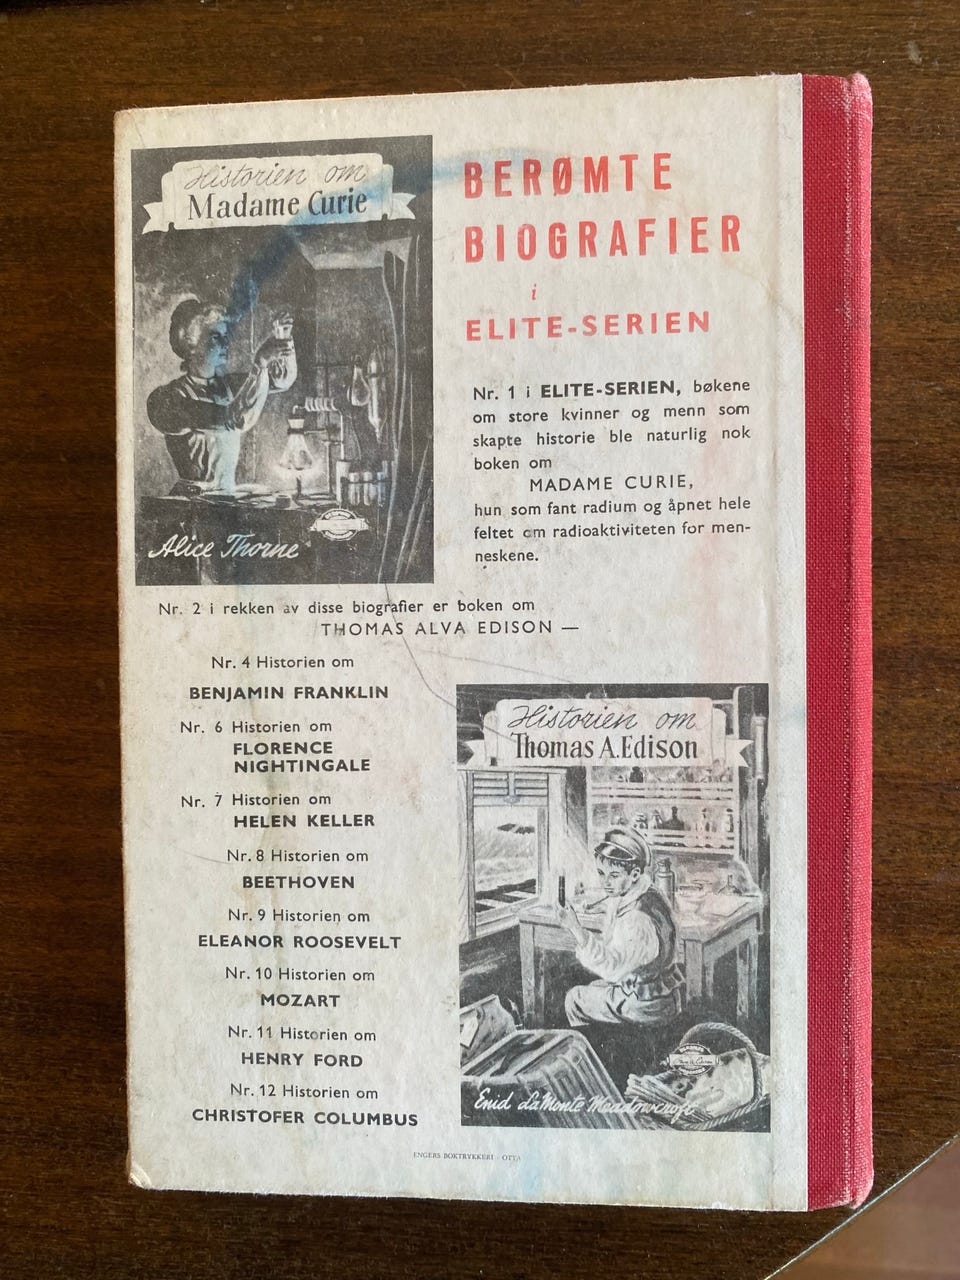 Historien om
Madame Curie
Alice Thorne
BERØMTE
BIOGRAFIER
i
ELITE-SERIEN
Nr. 1 i ELITE-SERIEN, bøkene
om store kvinner og menn som
skapte historie ble naturlig nok
boken om
MADAME CURIE,
hun som fant radium og åpnet hele
feltet om radioaktiviteten for men-
neskene.
Nr. 2 i rekken av disse biografier er boken om
THOMAS ALVA EDISON —
Nr. 4 Historien om
BENJAMIN FRANKLIN
Nr. 6 Historien om
FLORENCE
NIGHTINGALE
Nr. 7 Historien om
HELEN KELLER
Nr. 8 Historien om
BEETHOVEN
Nr. 9 Historien om
ELEANOR ROOSEVELT
Nr. 10 Historien om
MOZART
Nr. 11 Historien om
HENRY FORD
Nr. 12 Historien om
CHRISTOFER COLUMBUS
Historien om
Thomas A. Edison
Enid LaMonte Meadowcroft
ENGERS BOKTRYKKERI - OTTA